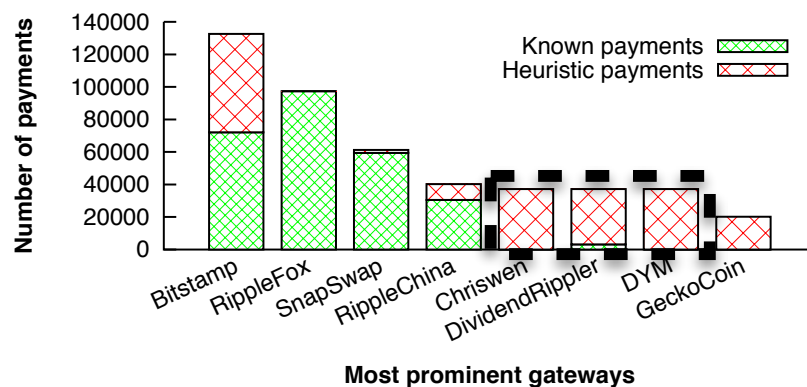 140000
120000
100000
80000
60000
40000
20000
0
Number of payments
Known payments
Heuristic payments
Bitstamp
RippleFox
SnapSwap
RippleChina
Chriswen
DividendRippler
DYM
GeckoCoin
Most prominent gateways